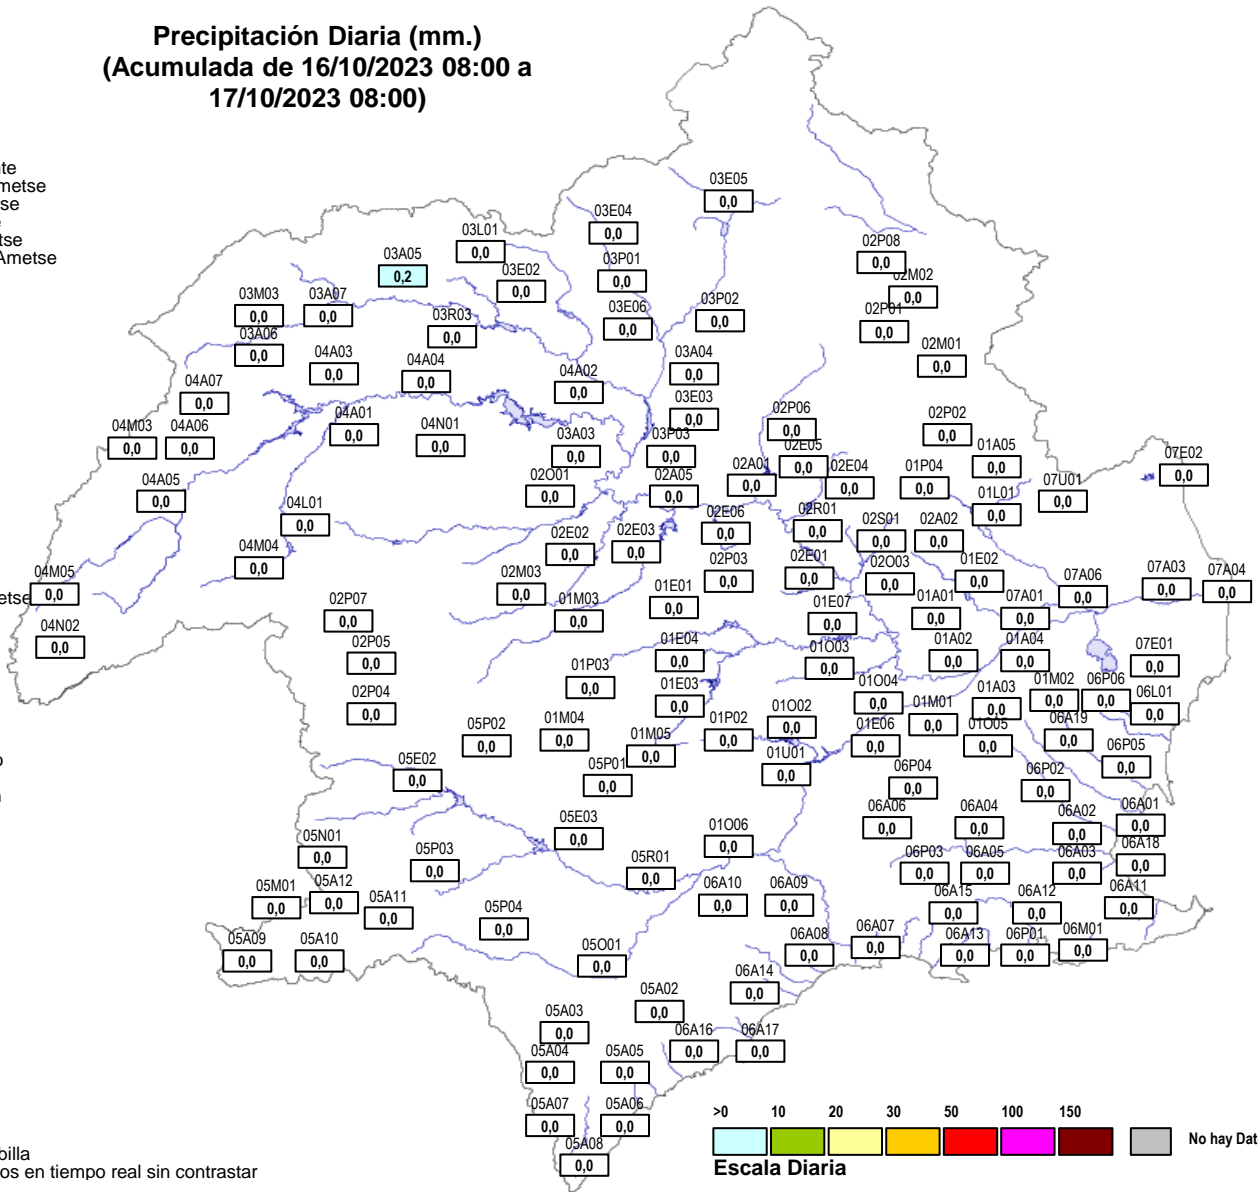 Precipitación Diaria (mm.)
(Acumulada de 16/10/2023 08:00 a
17/10/2023 08:00)
03E05
0,0
03E04
0,0
03L01
0,0
03A05
0,2
03E02
0,0
03P01
0,0
02P08
0,0
02M02
0,0
03M03
0,0
03A07
0,0
03R03
0,0
03E06
0,0
03P02
0,0
02P01
0,0
03A06
0,0
04A03
0,0
04A04
0,0
04A02
0,0
03A04
0,0
02M01
0,0
04A07
0,0
03E03
0,0
04M03
0,0
04A06
0,0
04A01
0,0
04N01
0,0
03A03
0,0
03P03
0,0
02P06
0,0
02E05
0,0
02P02
0,0
01A05
0,0
07E02
0,0
04A05
0,0
02O01
0,0
02A05
0,0
02A01
0,0
02E04
0,0
01P04
0,0
01L01
0,0
07U01
0,0
04L01
0,0
02E06
0,0
02R01
0,0
02S01
0,0
02A02
0,0
04M04
0,0
02E02
0,0
02E03
0,0
04M05
0,0
02M03
0,0
01M03
0,0
01E01
0,0
02P03
0,0
02E01
0,0
02O03
0,0
01E02
0,0
07A06
0,0
07A03
0,0
07A04
0,0
04N02
0,0
02P07
0,0
01E07
0,0
01A01
0,0
07A01
0,0
02P05
0,0
01E04
0,0
01O03
0,0
01A02
0,0
01A04
0,0
07E01
0,0
02P04
0,0
01P03
0,0
01E03
0,0
01O04
0,0
01M01
0,0
01A03
0,0
01M02
0,0
06P06
0,0
06L01
0,0
05P02
0,0
01M04
0,0
01M05
0,0
01P02
0,0
01O02
0,0
01E06
0,0
01O05
0,0
06A19
0,0
06P05
0,0
05E02
0,0
05P01
0,0
01U01
0,0
06P04
0,0
06P02
0,0
05E03
0,0
01O06
0,0
06A06
0,0
06A04
0,0
06A02
0,0
06A01
0,0
05N01
0,0
05P03
0,0
05R01
0,0
06P03
0,0
06A05
0,0
06A03
0,0
06A18
0,0
05M01
0,0
05A12
0,0
05A11
0,0
06A10
0,0
06A09
0,0
06A15
0,0
06A12
0,0
06A11
0,0
05A09
0,0
05A10
0,0
05P04
0,0
05O01
0,0
06A08
0,0
06A07
0,0
06A13
0,0
06P01
0,0
06M01
0,0
05A03
0,0
05A02
0,0
06A14
0,0
05A04
0,0
05A05
0,0
06A16
0,0
06A17
0,0
05A07
0,0
05A06
0,0
05A08
0,0
>0 10 20 30 50 100 150
No hay Dat
Escala Diaria
nte
metse
tse
Ametse
etse
billa
os en tiempo real sin contrastar